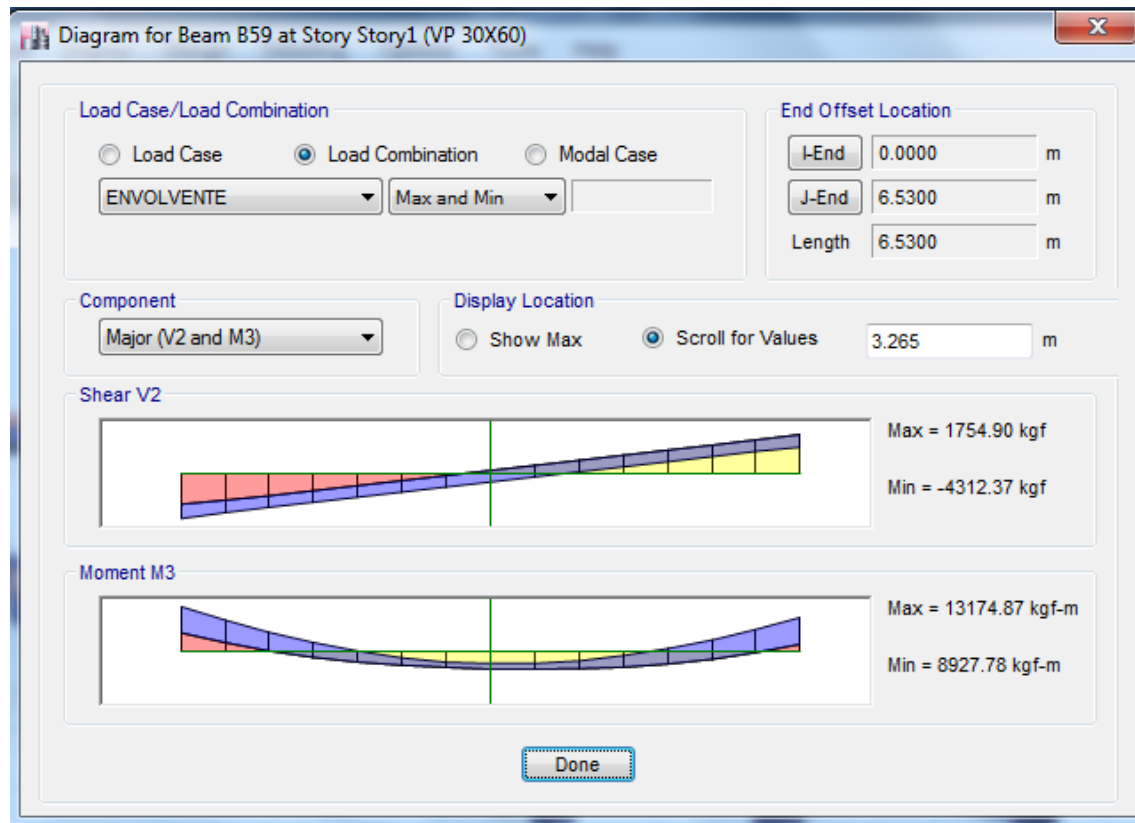 Diagram for Beam B59 at Story Story1 (VP 30X60)
Load Case/Load Combination
Load Case Load Combination Modal Case
ENVOLVENTE Max and Min
End Offset Location
I-End 0.0000 m
J-End 6.5300 m
Length 6.5300 m
Component
Major (V2 and M3)
Display Location
Show Max Scroll for Values 3.265 m
Shear V2
Max = 1754.90 kgf
Min = -4312.37 kgf
Moment M3
Max = 13174.87 kgf-m
Min = 8927.78 kgf-m
Done